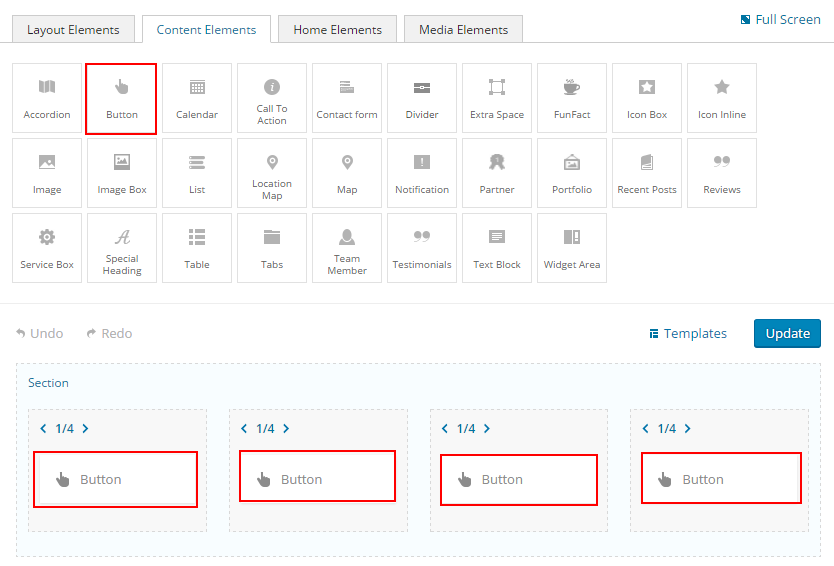 Full Screen
Layout Elements
Content Elements
Home Elements
Media Elements
Accordion
Button
Calendar
Call To
Action
Contact form
Divider
Extra Space
FunFact
Icon Box
Icon Inline
Image
Image Box
List
Location
Map
Map
Notification
Partner
Portfolio
Recent Posts
Reviews
Service Box
Special
Heading
Table
Tabs
Team
Member
Testimonials
Text Block
Widget Area
Undo
Redo
Templates
Update
Section
1/4
1/4
1/4
1/4
Button
Button
Button
Button